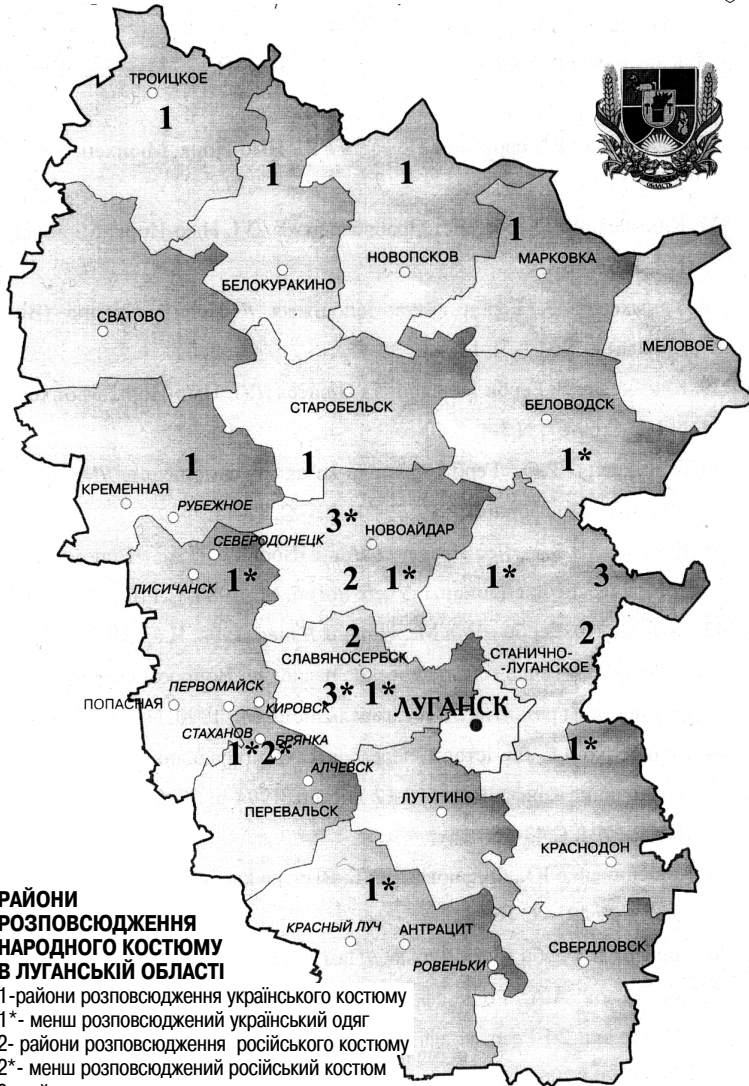 ТРОИЦКОЕ
1
1
1
1
БЕЛОКУРАКИНО
НОВОПСКОВ
МАРКОВКА
СВАТОВО
МЕЛОВОЕ
СТАРОБЕЛЬСК
БЕЛОВОДСК
1
1
1*
КРЕМЕННАЯ
РУБЕЖНОЕ
3*
НОВОАЙДАР
СЕВЕРОДОНЕЦК
ЛИСИЧАНСК
1*
2
1*
1*
3
2
2
СЛАВЯНОСЕРБСК
СТАНИЧНО-
-ЛУГАНСКОЕ
3*
1*
ЛУГАНСК
ПОПАСНАЯ
ПЕРВОМАЙСК
КИРОВСК
СТАХАНОВ
БРЯНКА
1*
2*
1*
АЛЧЕВСК
ПЕРЕВАЛЬСК
ЛУТУГИНО
КРАСНОДОН
1*
КРАСНЫЙ ЛУЧ
АНТРАЦИТ
РОВЕНЬКИ
СВЕРДЛОВСК
РАЙОНИ
РОЗПОВСЮДЖЕННЯ
НАРОДНОГО КОСТЮМУ
В ЛУГАНСЬКІЙ ОБЛАСТІ
1-райони розповсюдження українського костюму
1*- менш розповсюджений український одяг
2- райони розповсюдження російського костюму
2*- менш розповсюджений російський костюм